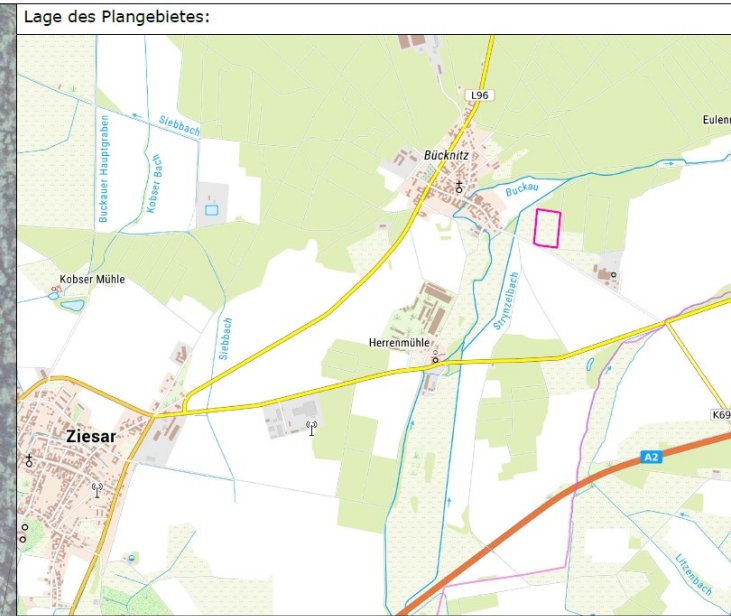 Lage des Plangebietes:
L96
Siebbach
Buckauer Hauptgraben
Kobser Bach
Bücknitz
Buckau
Kobser Mühle
Strynzelbach
Siebbach
Herrenmühle
Ziesar
K69
A2
Litzenbach